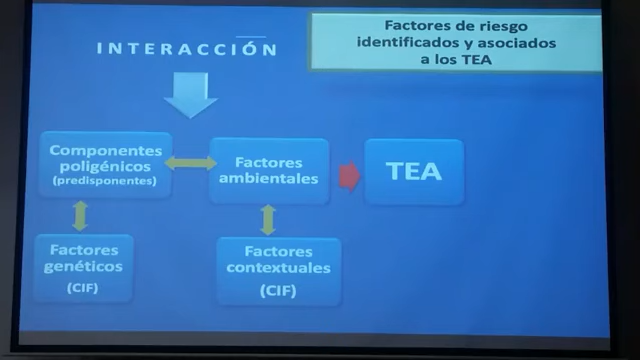 INTERACCIÓN
Factores de riesgo
identificados y asociados
a los TEA
Componentes
poligénicos
(predisponentes)
Factores
ambientales
TEA
Factores
genéticos
(CIF)
Factores
contextuales
(CIF)